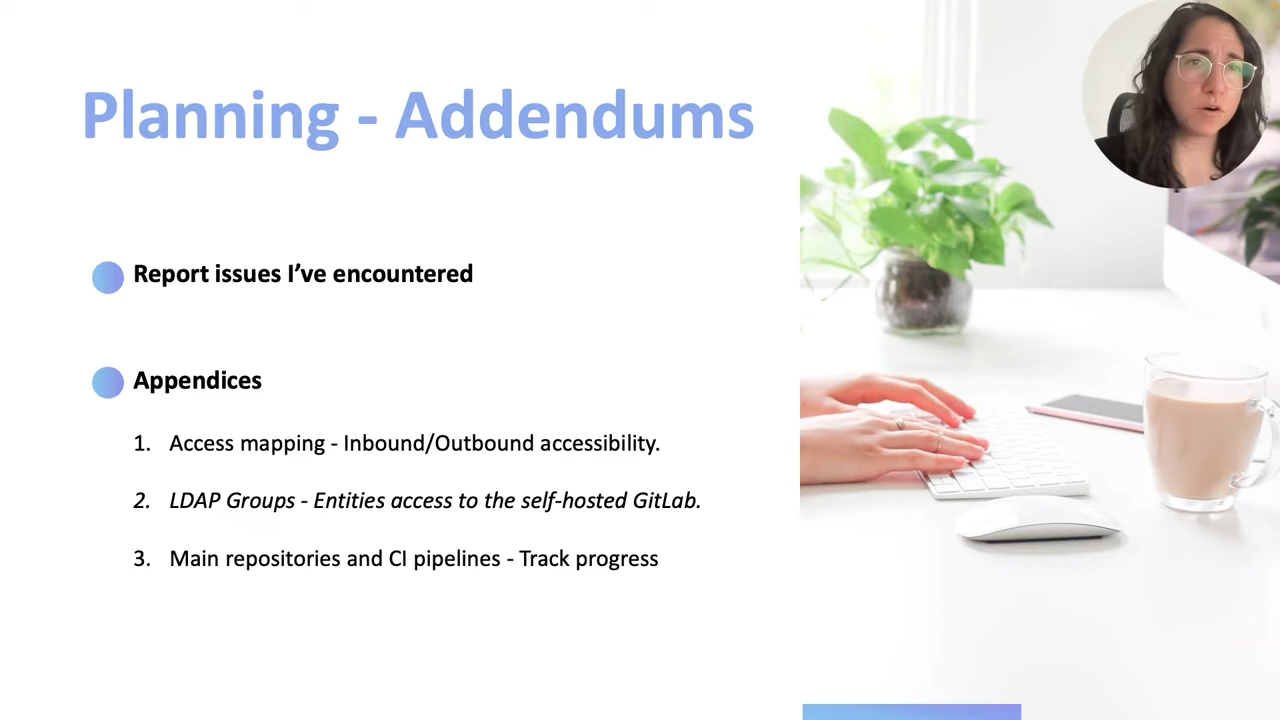 Planning - Addendums
Report issues I’ve encountered
Appendices
1. Access mapping - Inbound/Outbound accessibility.
2. LDAP Groups - Entities access to the self-hosted GitLab.
3. Main repositories and CI pipelines - Track progress